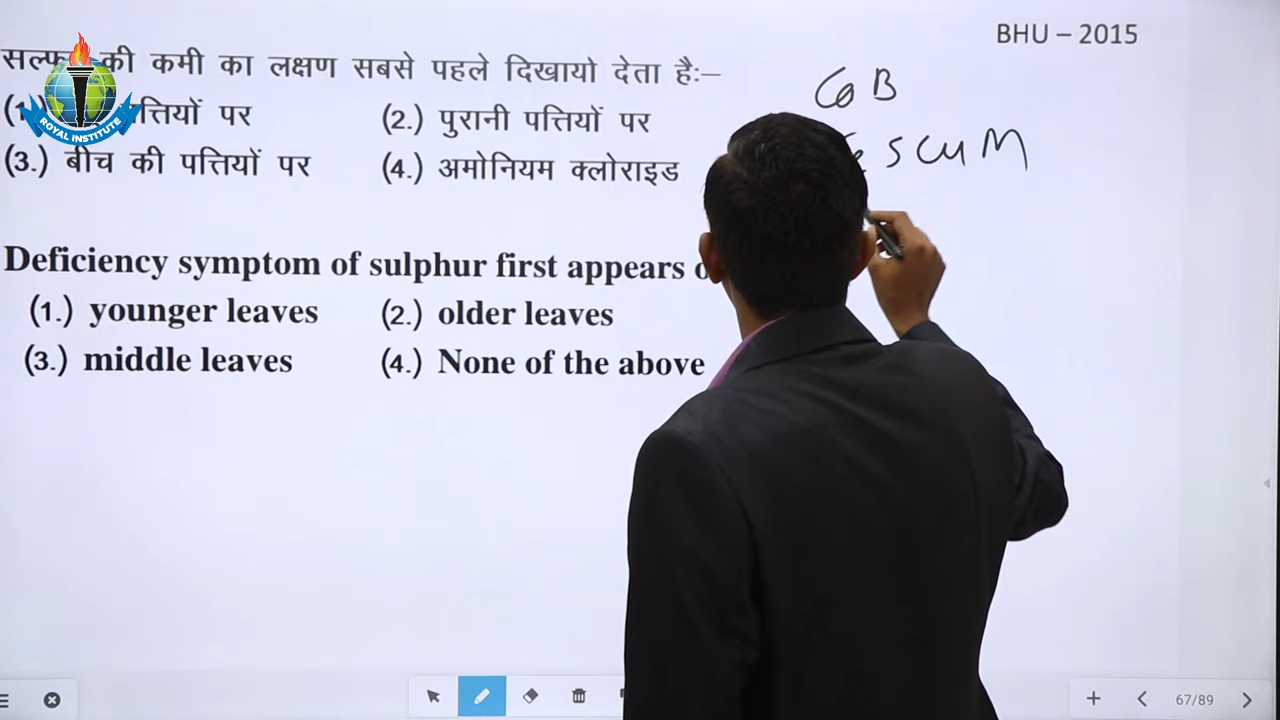 BHU – 2015
की कमी का लक्षण सबसे पहले दिखायो देता है:–
पत्तियों पर (2.) पुरानी पत्तियों पर
(3.) बीच की पत्तियों पर (4.) अमोनियम क्लोराइड
B
S Cu M
Deficiency symptom of sulphur first appears
(1.) younger leaves (2.) older leaves
(3.) middle leaves (4.) None of the above
ROYAL INSTITUTE
67/89